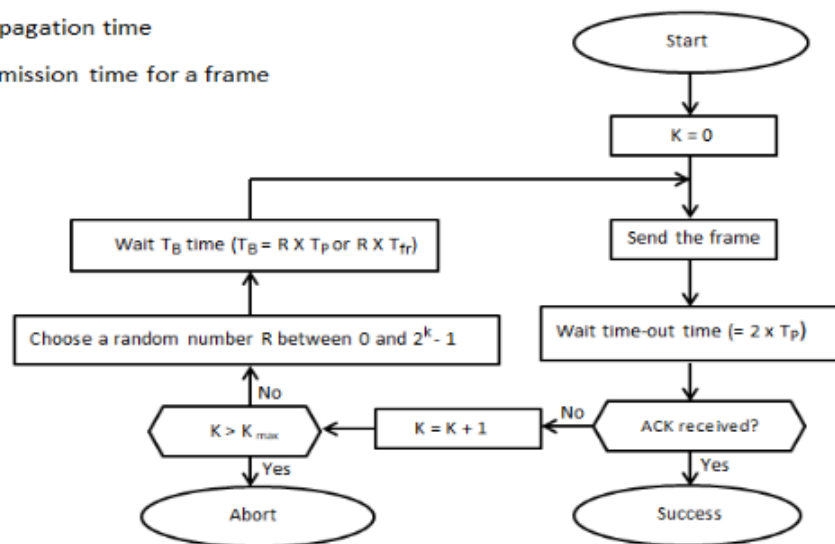 pagation time
mission time for a frame
Start
K = 0
Send the frame
Wait T_B time (T_B = R X T_P or R X T_fr)
Choose a random number R between 0 and 2^k - 1
Wait time-out time (= 2 x T_P)
No
K > K_max
K = K + 1
No
ACK received?
Yes
Yes
Abort
Success